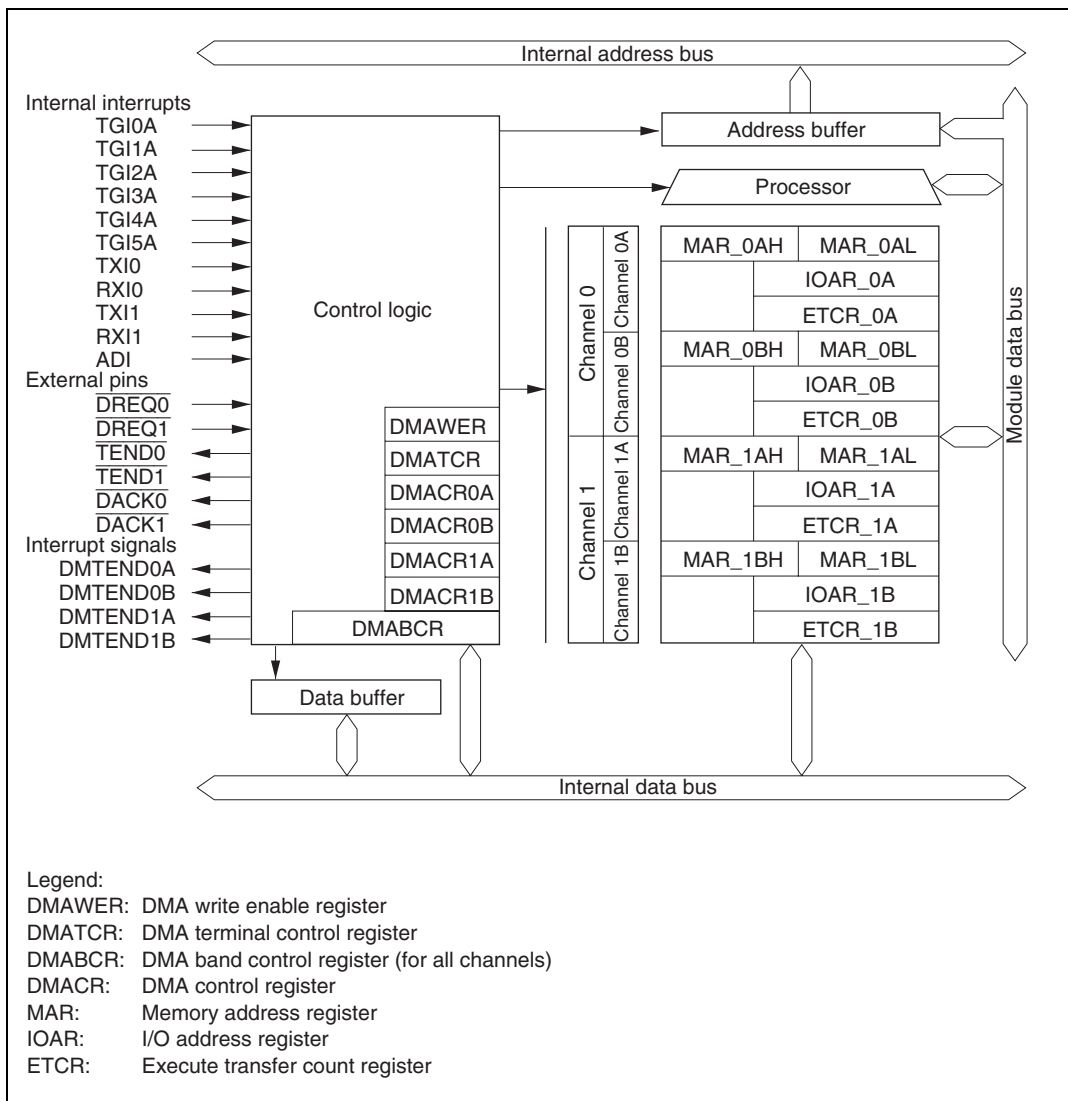 Internal address bus
Internal interrupts
TGI0A
TGI1A
TGI2A
TGI3A
TGI4A
TGI5A
TXI0
RXI0
TXI1
RXI1
ADI
External pins
DREQ0
DREQ1
TEND0
TEND1
DACK0
DACK1
Interrupt signals
DMTEND0A
DMTEND0B
DMTEND1A
DMTEND1B
Control logic
DMAWER
DMATCR
DMACR0A
DMACR0B
DMACR1A
DMACR1B
DMABCR
Data buffer
Address buffer
Processor
Channel 0
Channel 0A
Channel 0B
Channel 1
Channel 1A
Channel 1B
MAR_0AH MAR_0AL
IOAR_0A
ETCR_0A
MAR_0BH MAR_0BL
IOAR_0B
ETCR_0B
MAR_1AH MAR_1AL
IOAR_1A
ETCR_1A
MAR_1BH MAR_1BL
IOAR_1B
ETCR_1B
Module data bus
Internal data bus
Legend:
DMAWER: DMA write enable register
DMATCR: DMA terminal control register
DMABCR: DMA band control register (for all channels)
DMACR: DMA control register
MAR: Memory address register
IOAR: I/O address register
ETCR: Execute transfer count register